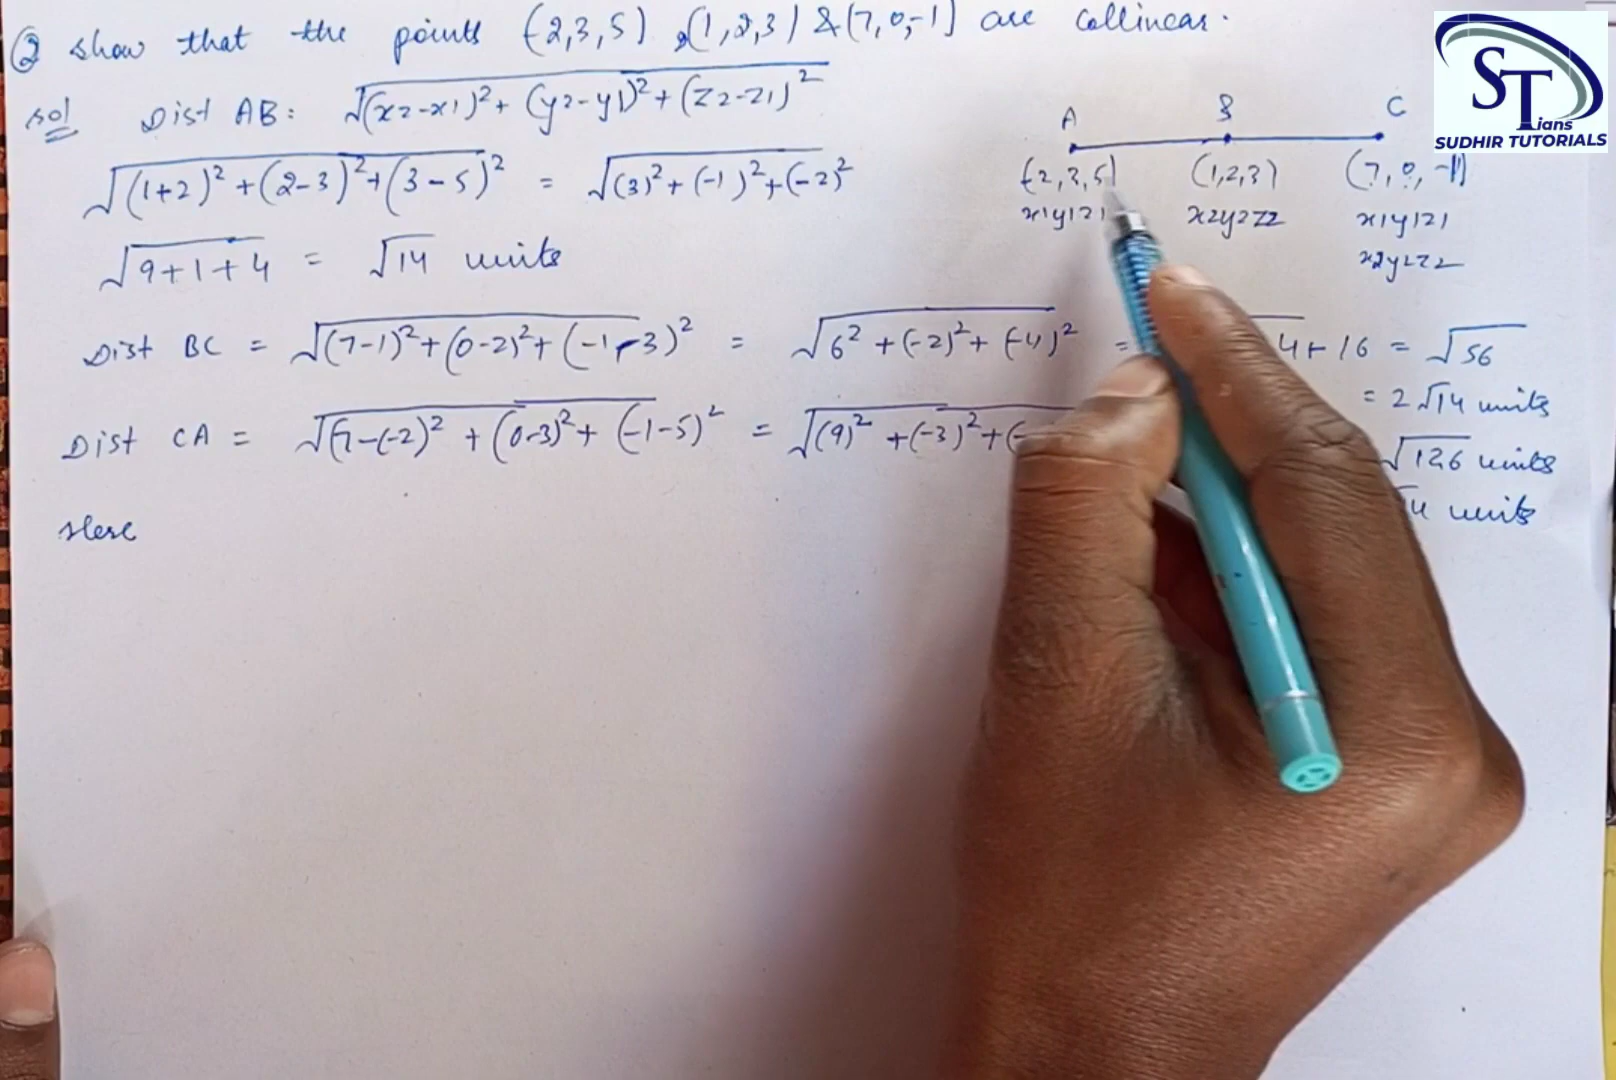 Q show that the points (-2,3,5), (1,2,3) & (7,0,-1) are collinear.
Sol Dist AB: √(x2-x1)²+(y2-y1)²+(z2-z1)²
√(1+2)²+(2-3)²+(3-5)² = √(3)²+(-1)²+(-2)²
√9+1+4 = √14 units
Dist BC = √(7-1)²+(0-2)²+(-1-3)² = √6²+(-2)²+(-4)² = 4+16 = √56
= 2√14 units
Dist CA = √(7-(-2)²+(0-3)²+(-1-5)² = √(9)²+(-3)²+(- √126 units
units
Here
A B C
(-2,3,5) (1,2,3) (7,0,-1)
x1y1z1 x2y2z2 x1y1z1
x2y2z2
ST
ians
SUDHIR TUTORIALS